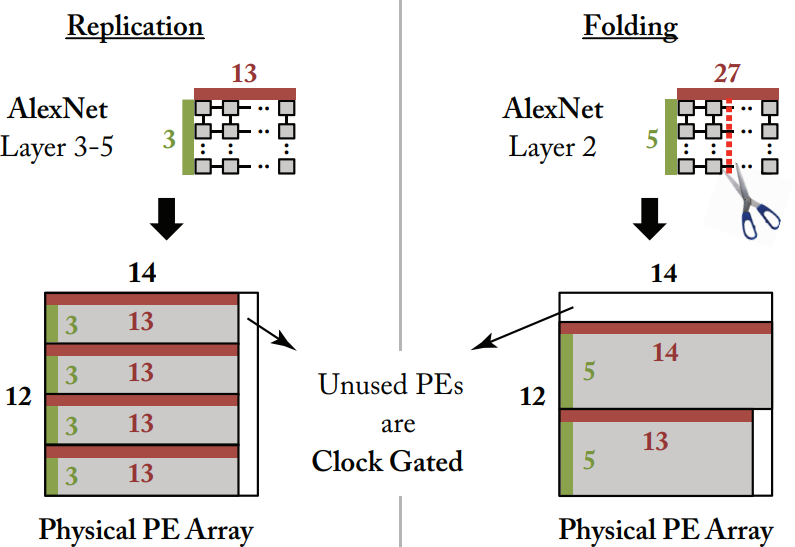 Replication
13
AlexNet
Layer 3-5
3
14
12
3 13
3 13
3 13
3 13
Physical PE Array
Unused PEs
are
Clock Gated
Folding
27
AlexNet
Layer 2
5
14
12
14
5
13
5
Physical PE Array